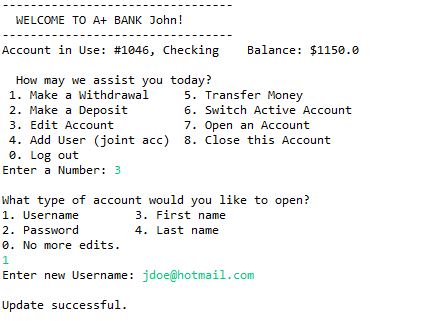 --------------------------------
WELCOME TO A+ BANK John!
--------------------------------
Account in Use: #1046, Checking    Balance: $1150.0
How may we assist you today?
1. Make a Withdrawal     5. Transfer Money
2. Make a Deposit        6. Switch Active Account
3. Edit Account          7. Open an Account
4. Add User (joint acc)  8. Close this Account
0. Log out
Enter a Number: 3
What type of account would you like to open?
1. Username        3. First name
2. Password        4. Last name
0. No more edits.
1
Enter new Username: jdoe@hotmail.com
Update successful.